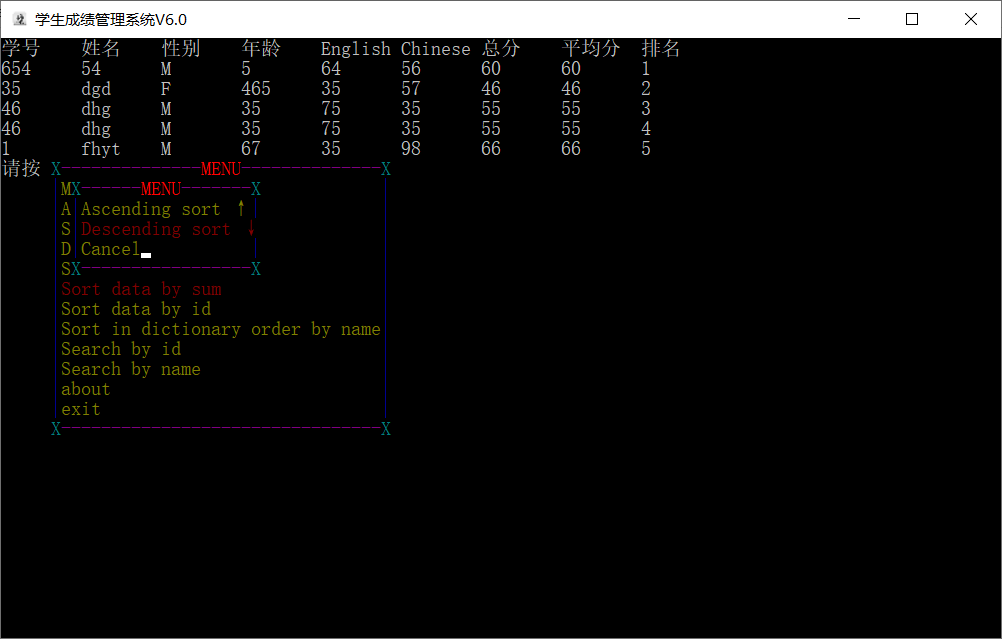 学生成绩管理系统V6.0
学号 姓名 性别 年龄 English Chinese 总分 平均分 排名
654 54 M 5 64 56 60 60 1
35 dgd F 465 35 57 46 46 2
46 dhg M 35 75 35 55 55 3
46 dhg M 35 75 35 55 55 4
1 fhyt M 67 35 98 66 66 5
请按 X---------------MENU---------------X
MX------MENU-------X
A Ascending sort ↑
S Descending sort ↓
D Cancel
SX-----------------X
Sort data by sum
Sort data by id
Sort in dictionary order by name
Search by id
Search by name
about
exit
X--------------------------------X